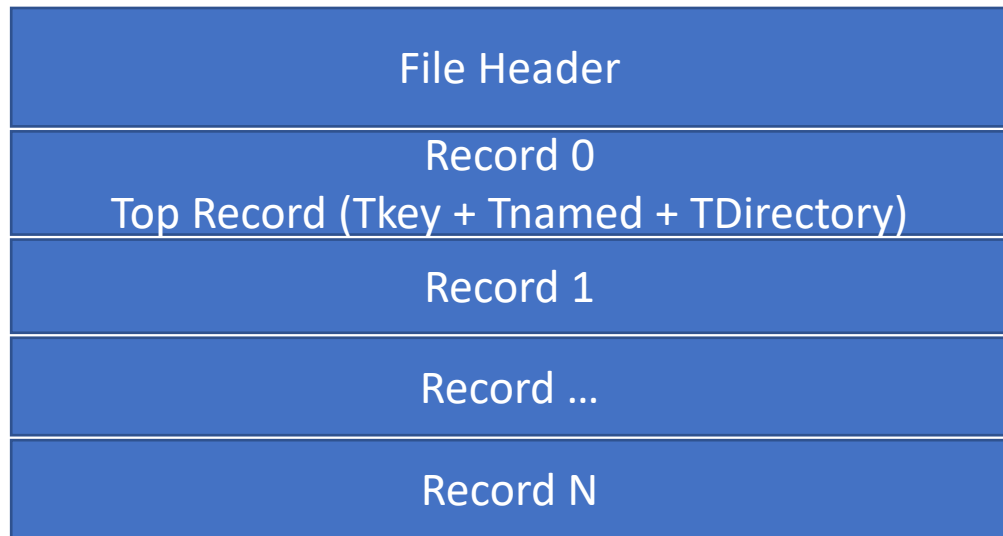 File Header
Record 0
Top Record (Tkey + Tnamed + TDirectory)
Record 1
Record …
Record N